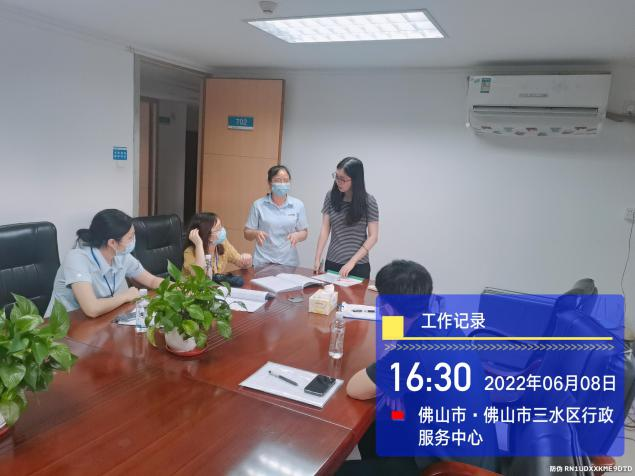 702
工作记录
16:30 2022年06月08日
佛山市·佛山市三水区行政
服务中心
防伪 RN1UDXXKME9DTD